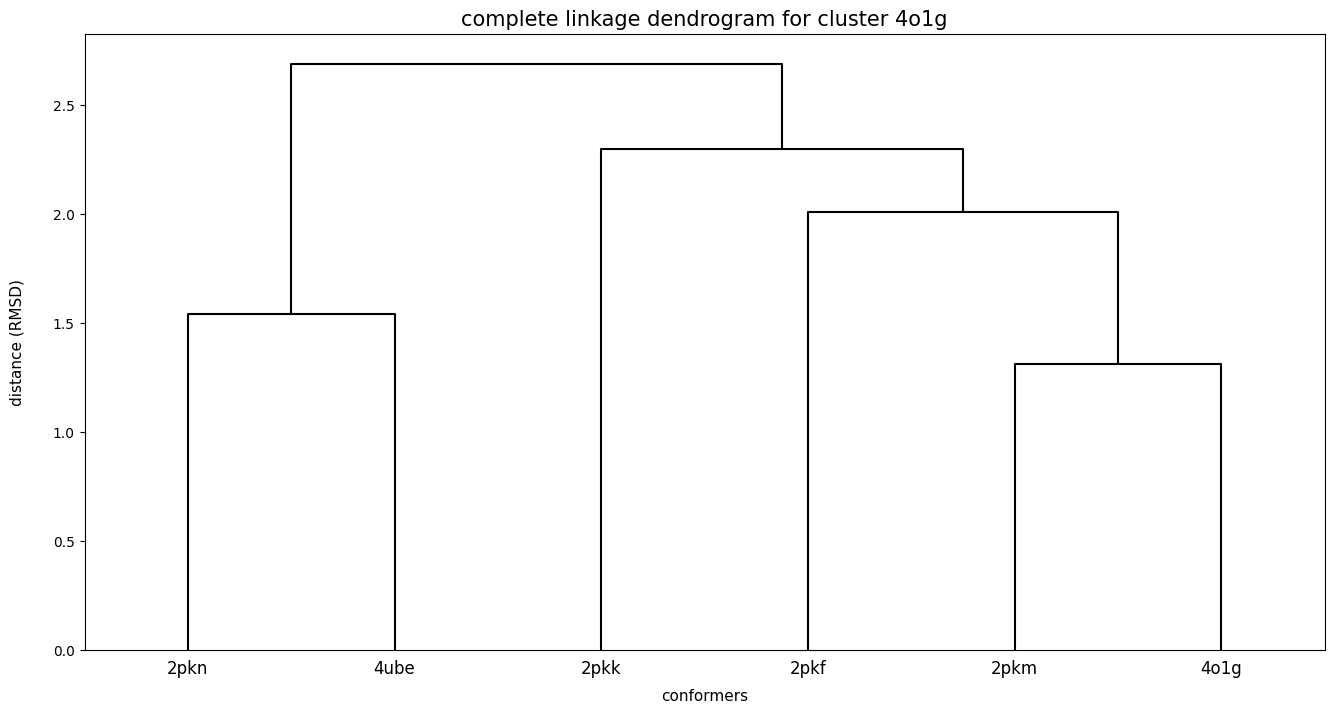 complete linkage dendrogram for cluster 4o1g
2.5
2.0
1.5
1.0
0.5
0.0
distance (RMSD)
2pkn 4ube 2pkk 2pkf 2pkm 4o1g
conformers